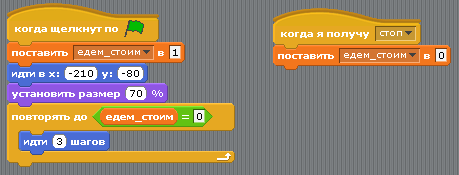 когда щелкнут по
поставить едем_стоим в 1
идти в x: -210 y: -80
установить размер 70 %
повторять до едем_стоим = 0
идти 3 шагов
когда я получу стоп
поставить едем_стоим в 0